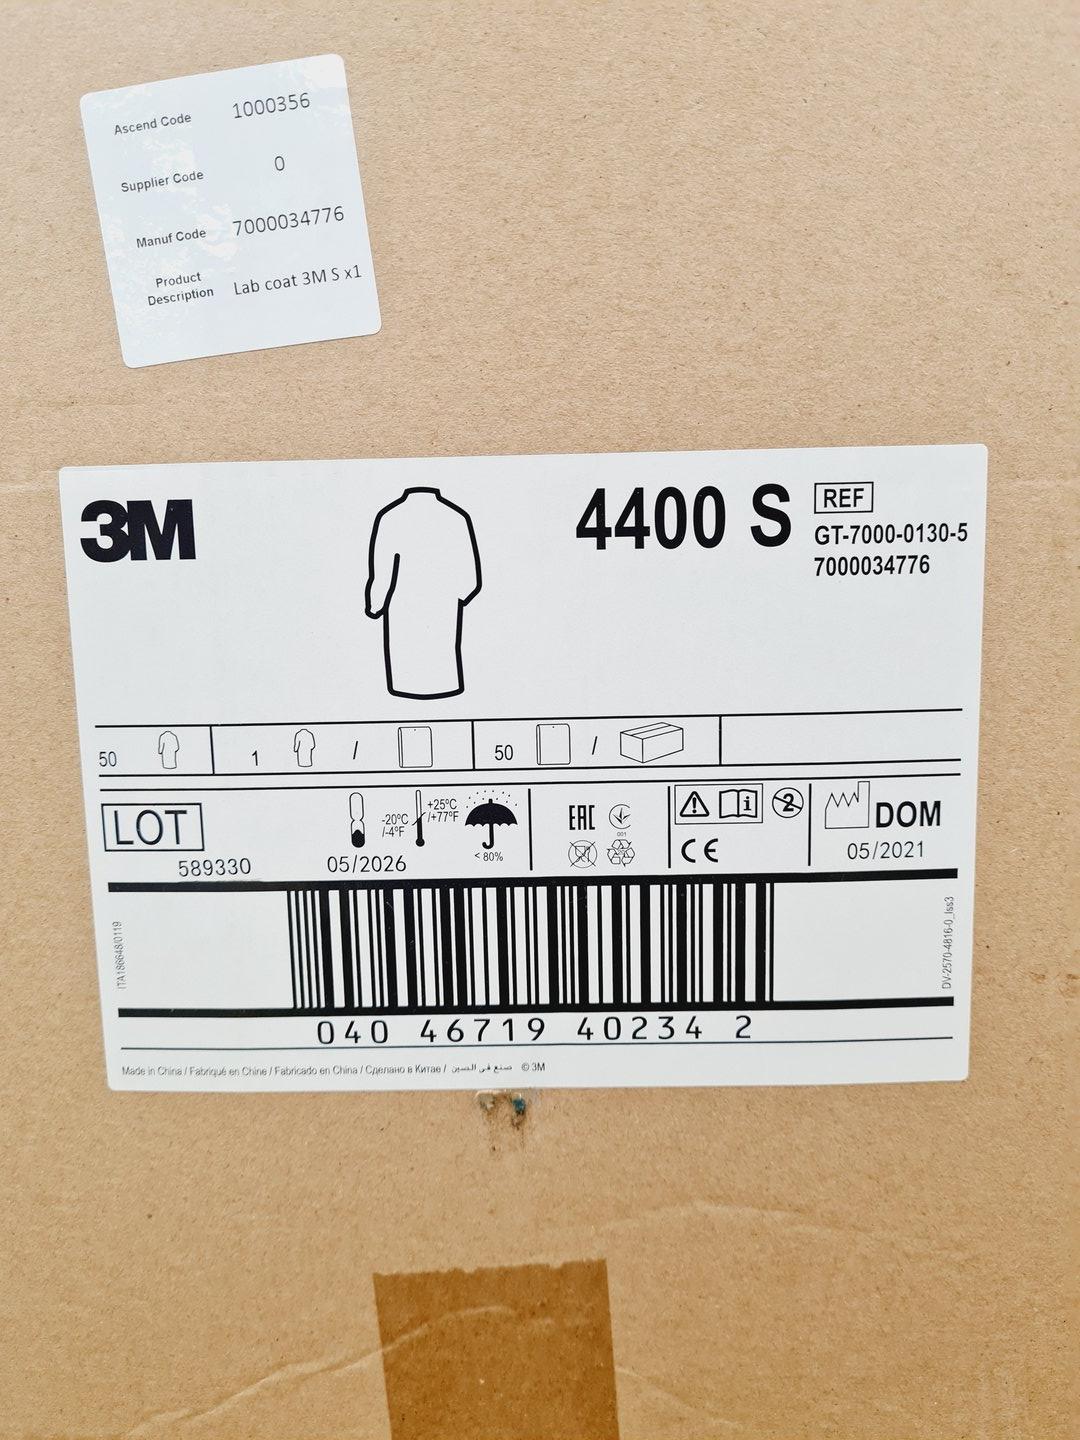 Ascend Code 1000356
Supplier Code 0
Manuf Code 7000034776
Product
Description Lab coat 3M S x1
3M
4400 S
REF
GT-7000-0130-5
7000034776
50
1 /
50 /
LOT
589330
-20°C
/-4°F
+25°C
/+77°F
05/2026
< 80%
EAC
001
2
CE
DOM
05/2021
ITA186648/0119
DV-2570-4816-0_Iss3
040 46719 40234 2
Made in China / Fabriqué en Chine / Fabricado en China / Сделано в Китае / صنع في الصين © 3M